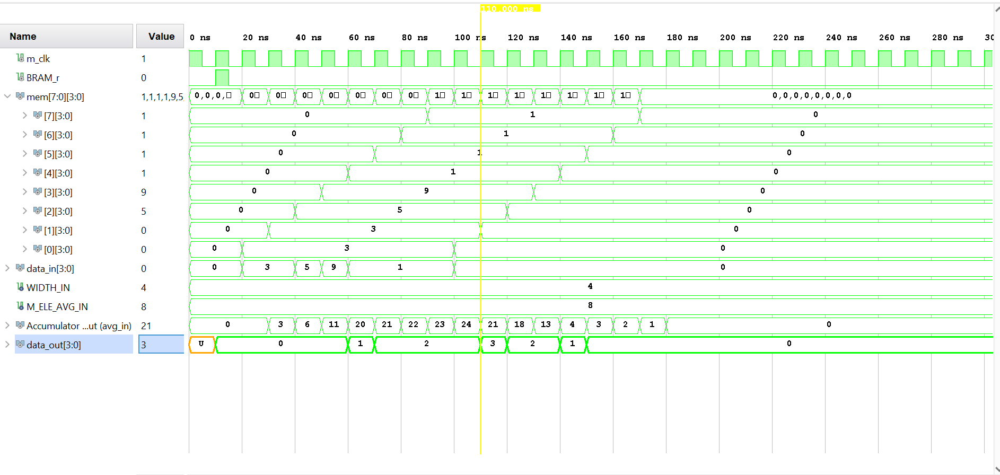 110.000 ns
Name Value 0 ns 20 ns 40 ns 60 ns 80 ns 100 ns 120 ns 140 ns 160 ns 180 ns 200 ns 220 ns 240 ns 260 ns 280 ns 30
m_clk 1
BRAM_r 0
mem[7:0][3:0] 1,1,1,1,9,5, 0,0,0,□ 0□ 0□ 0□ 0□ 0□ 0□ 0□ 1□ 1□ 1□ 1□ 1□ 1□ 1□ 1□ 0,0,0,0,0,0,0,0
[7][3:0] 1 0 1 0
[6][3:0] 1 0 1 0
[5][3:0] 1 0 1 0
[4][3:0] 1 0 1 0
[3][3:0] 9 0 9 0
[2][3:0] 5 0 5 0
[1][3:0] 0 0 3 0
[0][3:0] 0 0 3 0
data_in[3:0] 0 0 3 5 9 1 0
WIDTH_IN 4 4
M_ELE_AVG_IN 8 8
Accumulator ...ut (avg_in) 21 0 3 6 11 20 21 22 23 24 21 18 13 4 3 2 1 0
data_out[3:0] 3 U 0 1 2 3 2 1 0